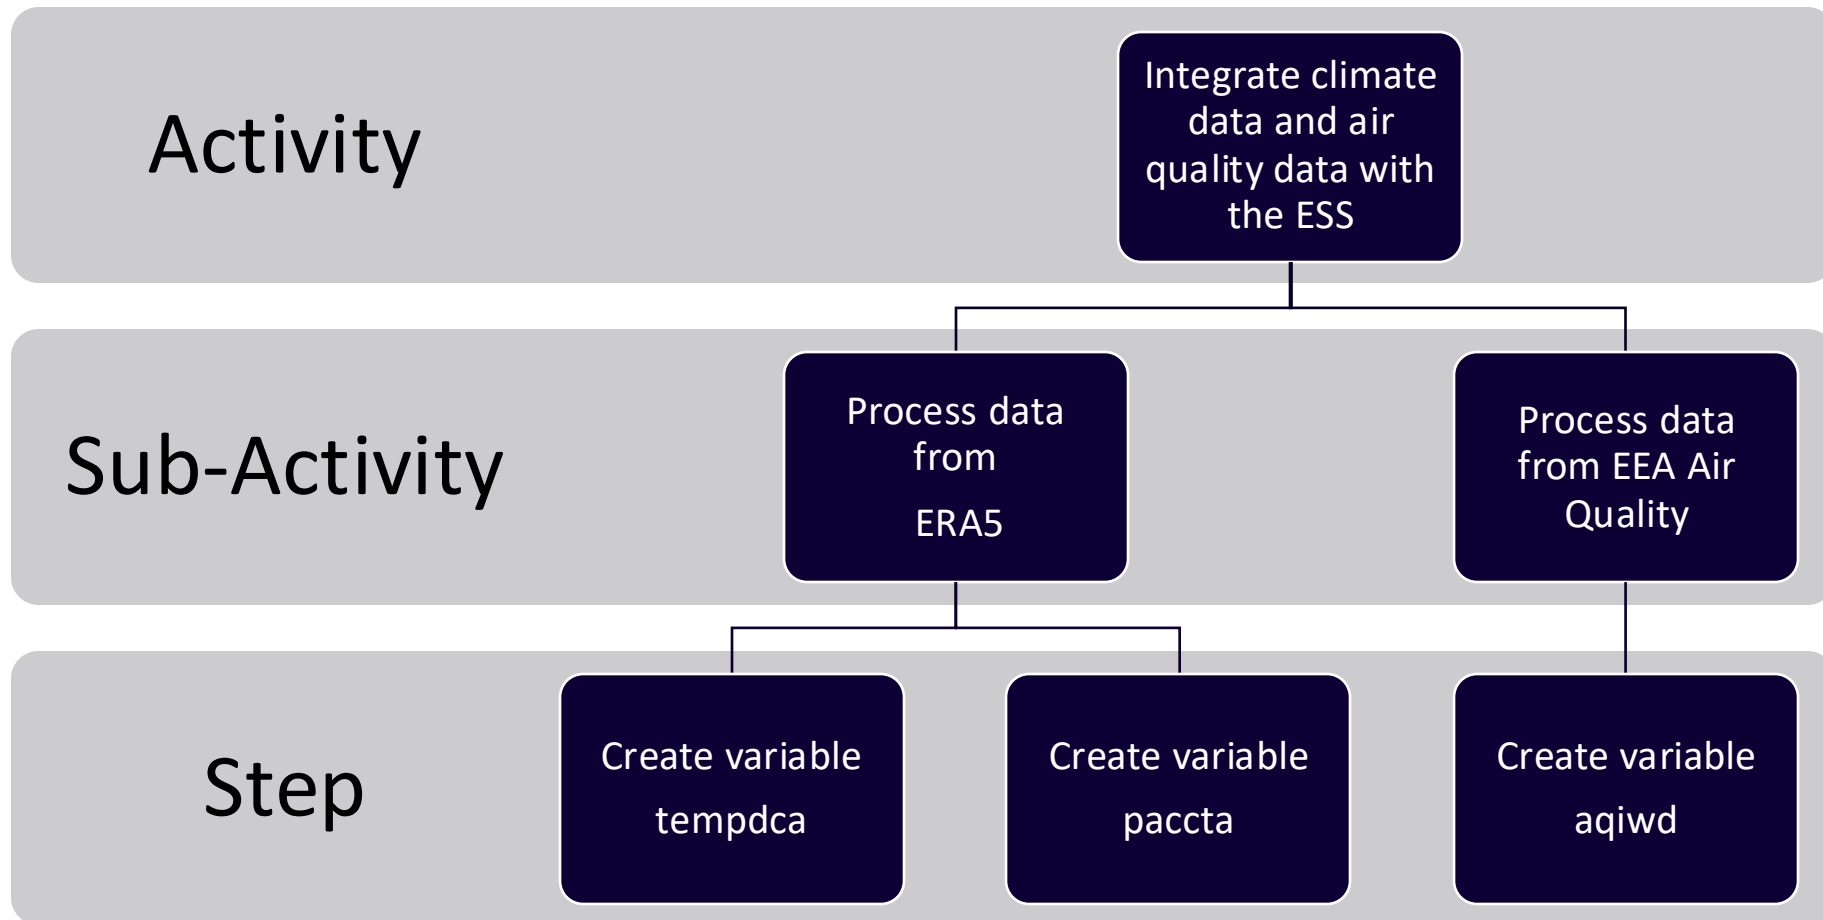 Activity
Integrate climate
data and air
quality data with
the ESS
Sub-Activity
Process data
from
ERA5
Process data
from EEA Air
Quality
Step
Create variable
tempdca
Create variable
paccta
Create variable
aqiwd